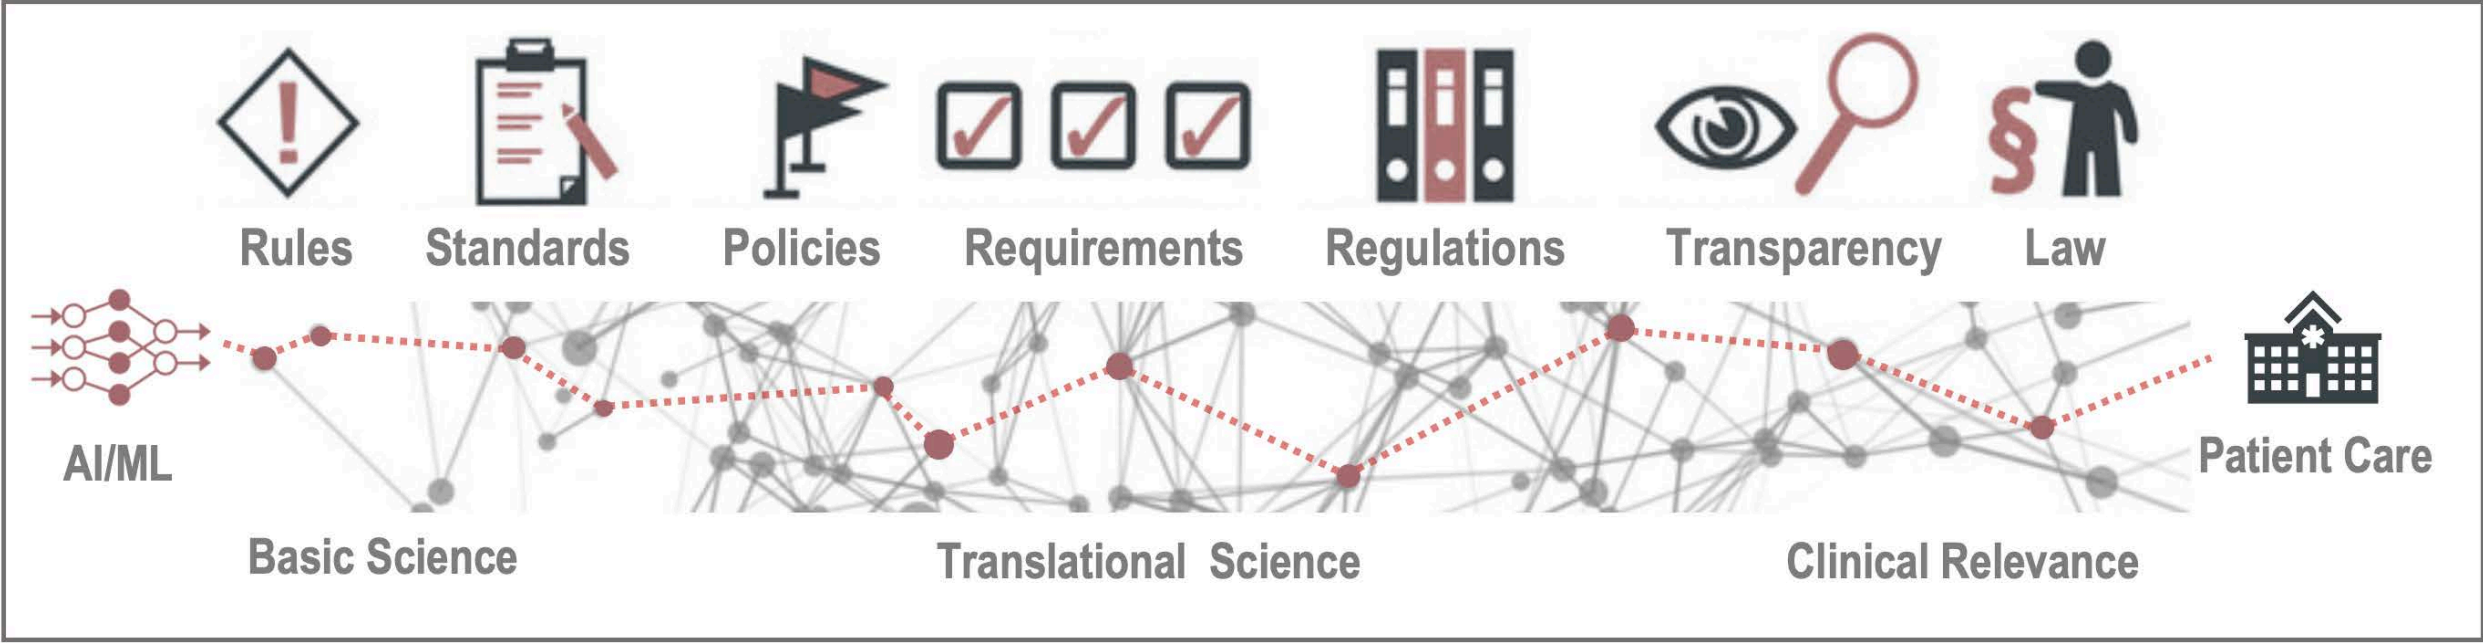 Rules Standards Policies Requirements Regulations Transparency Law
AI/ML
Patient Care
Basic Science Translational Science Clinical Relevance